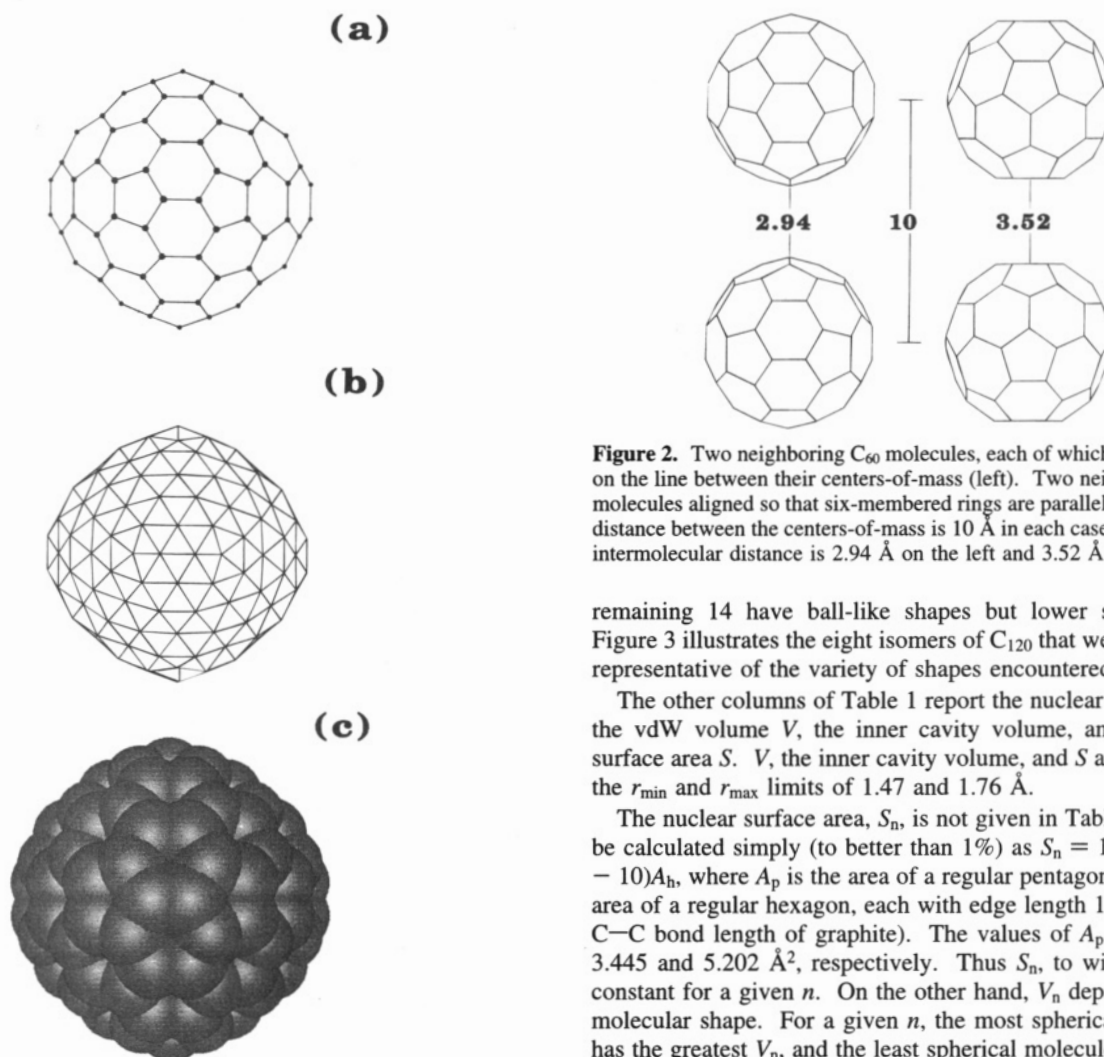 (a)
(b)
(c)
2.94 10 3.52
Figure 2. Two neighboring C₆₀ molecules, each of which
on the line between their centers-of-mass (left). Two nei
molecules aligned so that six-membered rings are parallel
distance between the centers-of-mass is 10 Å in each case
intermolecular distance is 2.94 Å on the left and 3.52 Å
remaining 14 have ball-like shapes but lower s
Figure 3 illustrates the eight isomers of C₁₂₀ that we
representative of the variety of shapes encountered
The other columns of Table 1 report the nuclear
the vdW volume V, the inner cavity volume, an
surface area S. V, the inner cavity volume, and S a
the rₘᵢₙ and rₘₐₓ limits of 1.47 and 1.76 Å.
The nuclear surface area, Sₙ, is not given in Tab
be calculated simply (to better than 1%) as Sₙ = 1
− 10)Aₕ, where Aₚ is the area of a regular pentagon
area of a regular hexagon, each with edge length 1
C−C bond length of graphite). The values of Aₚ
3.445 and 5.202 Å², respectively. Thus Sₙ, to wi
constant for a given n. On the other hand, Vₙ dep
molecular shape. For a given n, the most spherica
has the greatest Vₙ, and the least spherical molecul